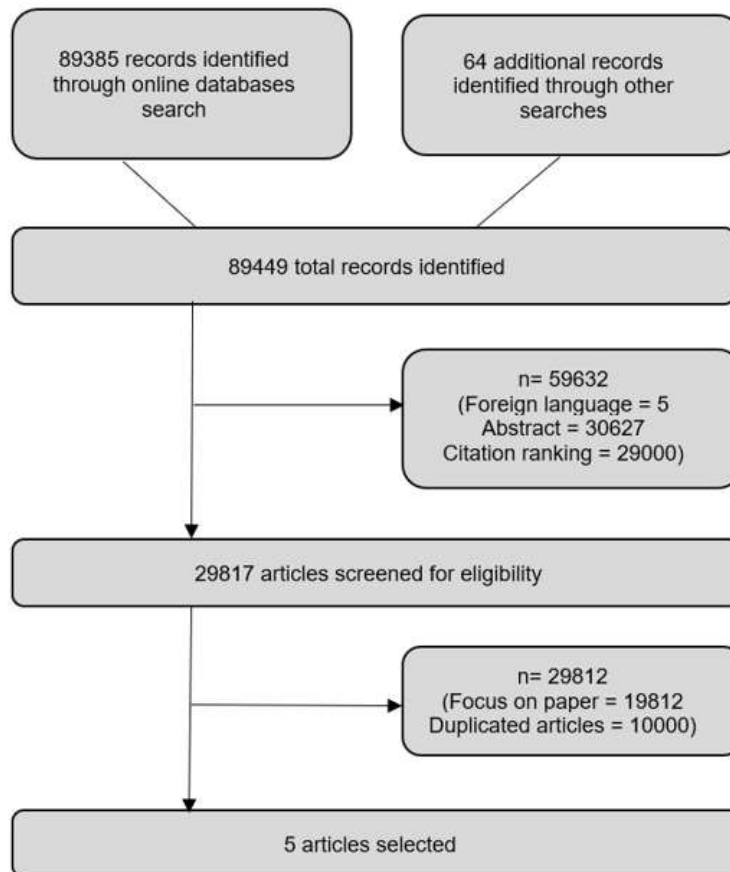 89385 records identified
through online databases
search
64 additional records
identified through other
searches
89449 total records identified
n= 59632
(Foreign language = 5
Abstract = 30627
Citation ranking = 29000)
29817 articles screened for eligibility
n= 29812
(Focus on paper = 19812
Duplicated articles = 10000)
5 articles selected